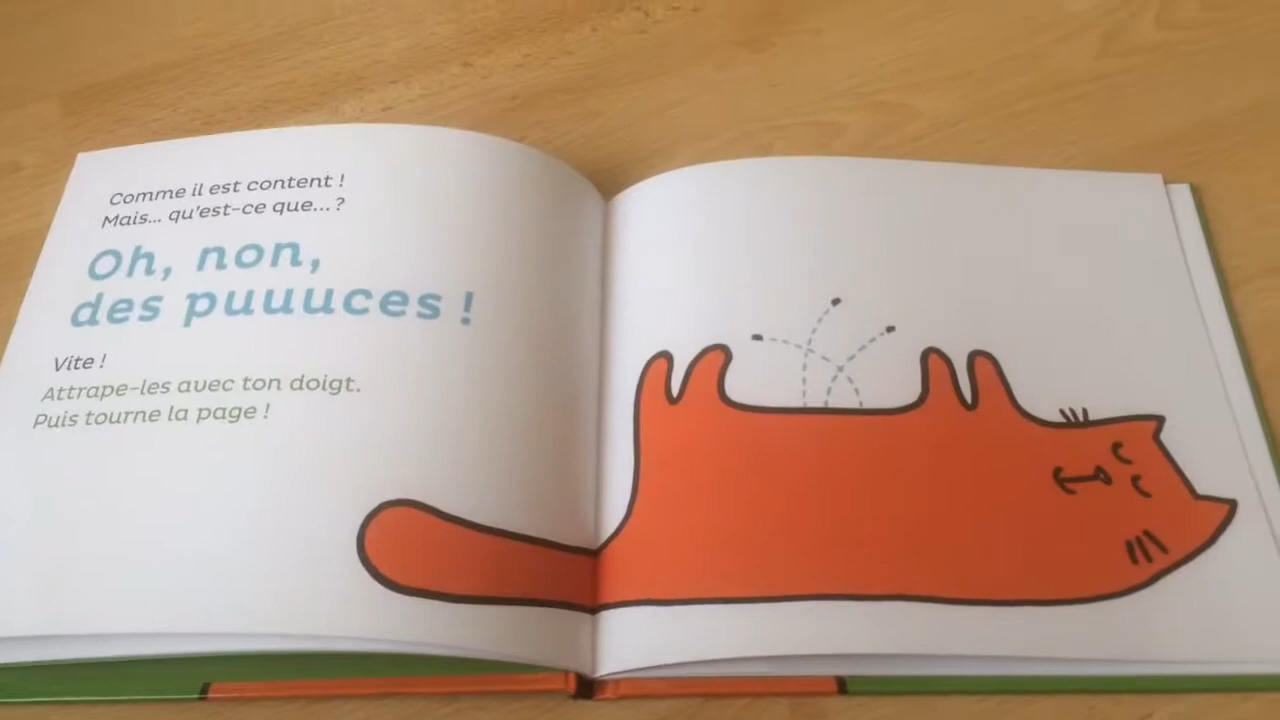 Comme il est content !
Mais... qu'est-ce que...?
Oh, non,
des puuuces !
Vite !
Attrape-les avec ton doigt.
Puis tourne la page !